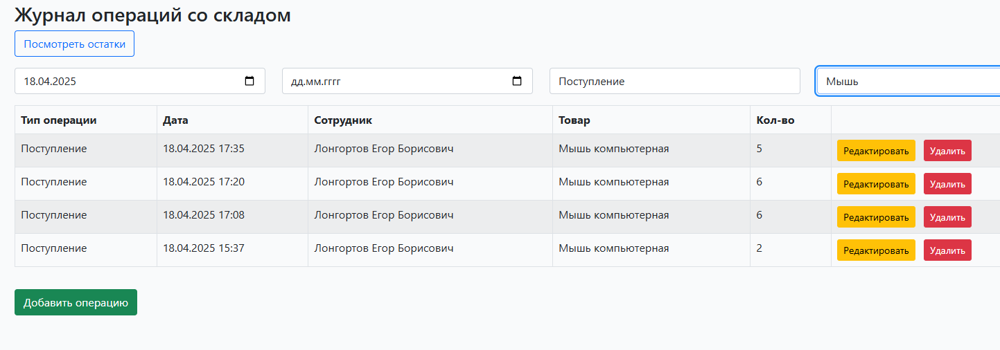 Журнал операций со складом
Посмотреть остатки
18.04.2025 дд.мм.гггг Поступление Мышь
Тип операции Дата Сотрудник Товар Кол-во
Поступление 18.04.2025 17:35 Лонгортов Егор Борисович Мышь компьютерная 5 Редактировать Удалить
Поступление 18.04.2025 17:20 Лонгортов Егор Борисович Мышь компьютерная 6 Редактировать Удалить
Поступление 18.04.2025 17:08 Лонгортов Егор Борисович Мышь компьютерная 6 Редактировать Удалить
Поступление 18.04.2025 15:37 Лонгортов Егор Борисович Мышь компьютерная 2 Редактировать Удалить
Добавить операцию